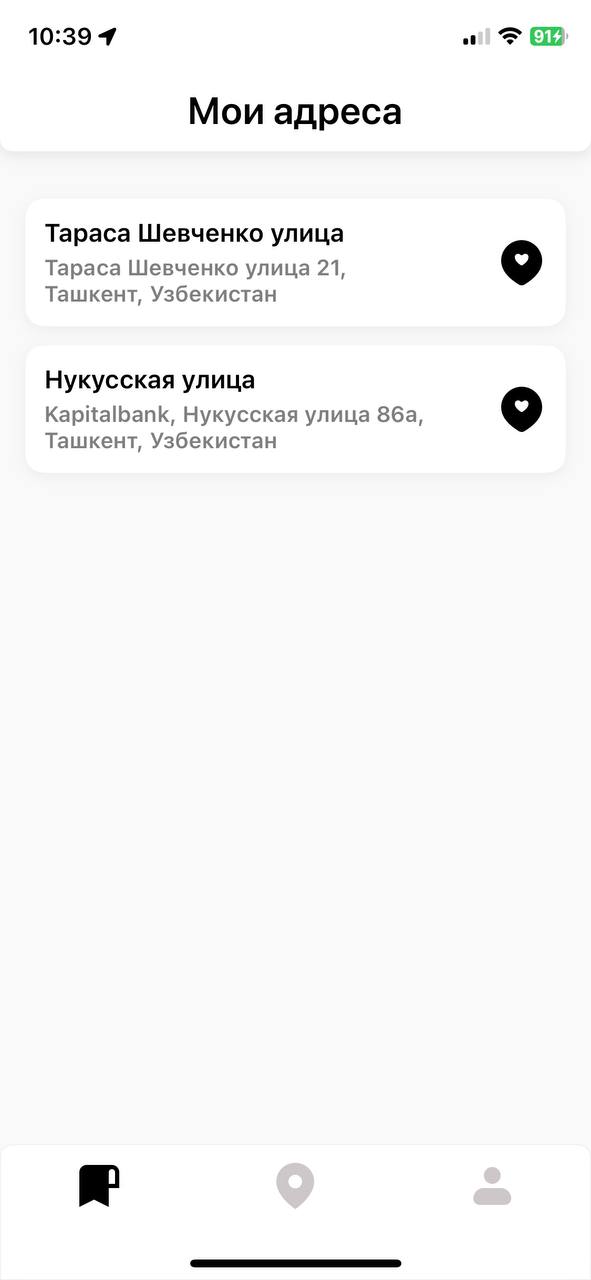 10:39
91
Мои адреса
Тараса Шевченко улица
Тараса Шевченко улица 21,
Ташкент, Узбекистан
Нукусская улица
Kapitalbank, Нукусская улица 86а,
Ташкент, Узбекистан